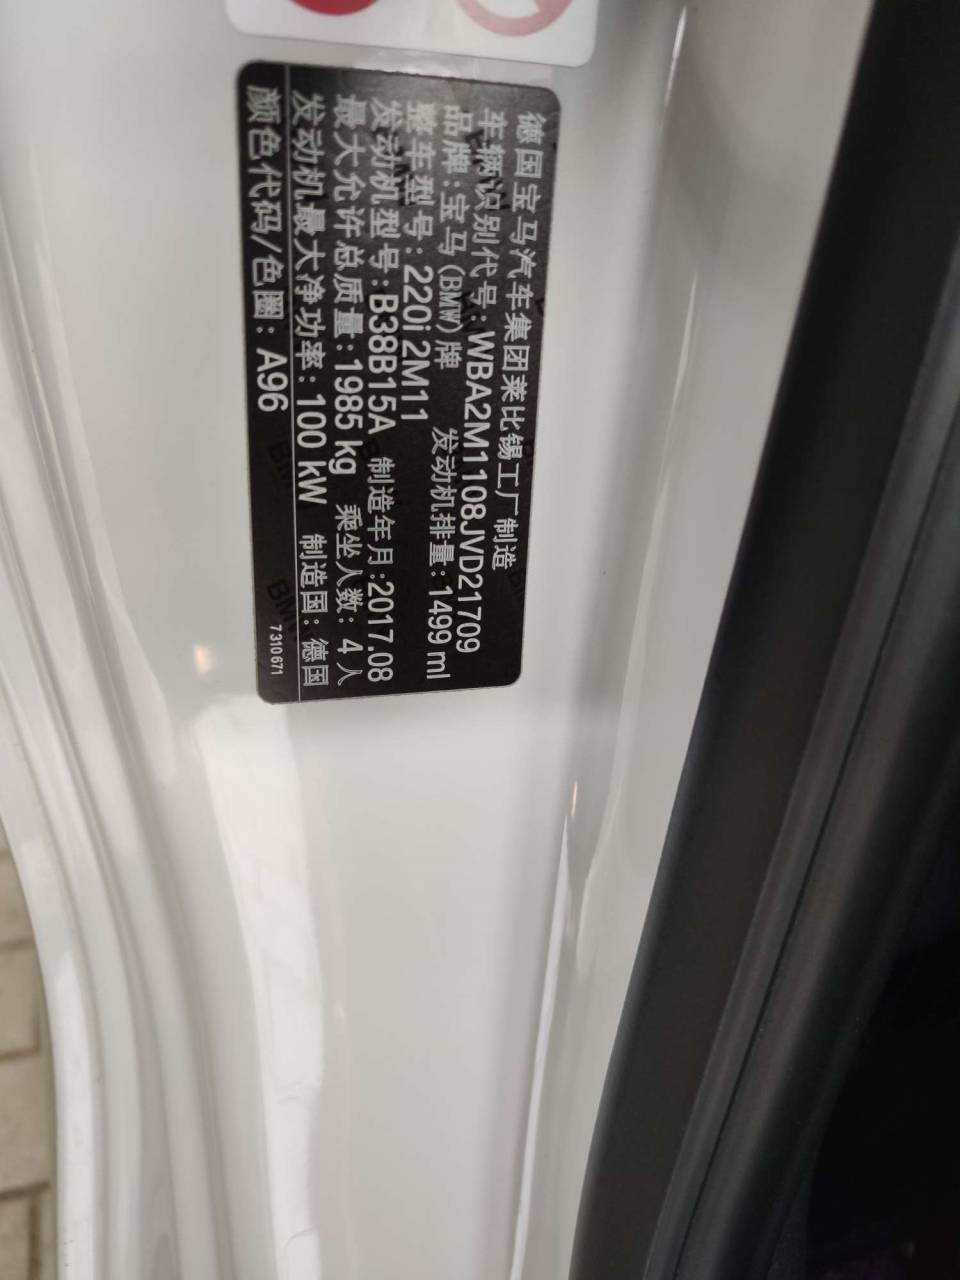 德国宝马汽车集团莱比锡工厂制造
车辆识别代号:WBA2M1108JVD21709
品牌:宝马(BMW)牌 发动机排量:1499 ml
整车型号:220i 2M11
发动机型号:B38B15A 制造年月:2017.08
最大允许总质量:1985 kg 乘坐人数: 4 人
发动机最大净功率: 100 kW 制造国: 德国
颜色代码/色圈: A96
7310671